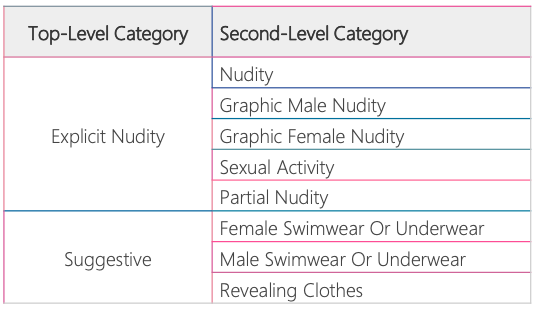 Top-Level Category Second-Level Category
Explicit Nudity
Nudity
Graphic Male Nudity
Graphic Female Nudity
Sexual Activity
Partial Nudity
Suggestive
Female Swimwear Or Underwear
Male Swimwear Or Underwear
Revealing Clothes